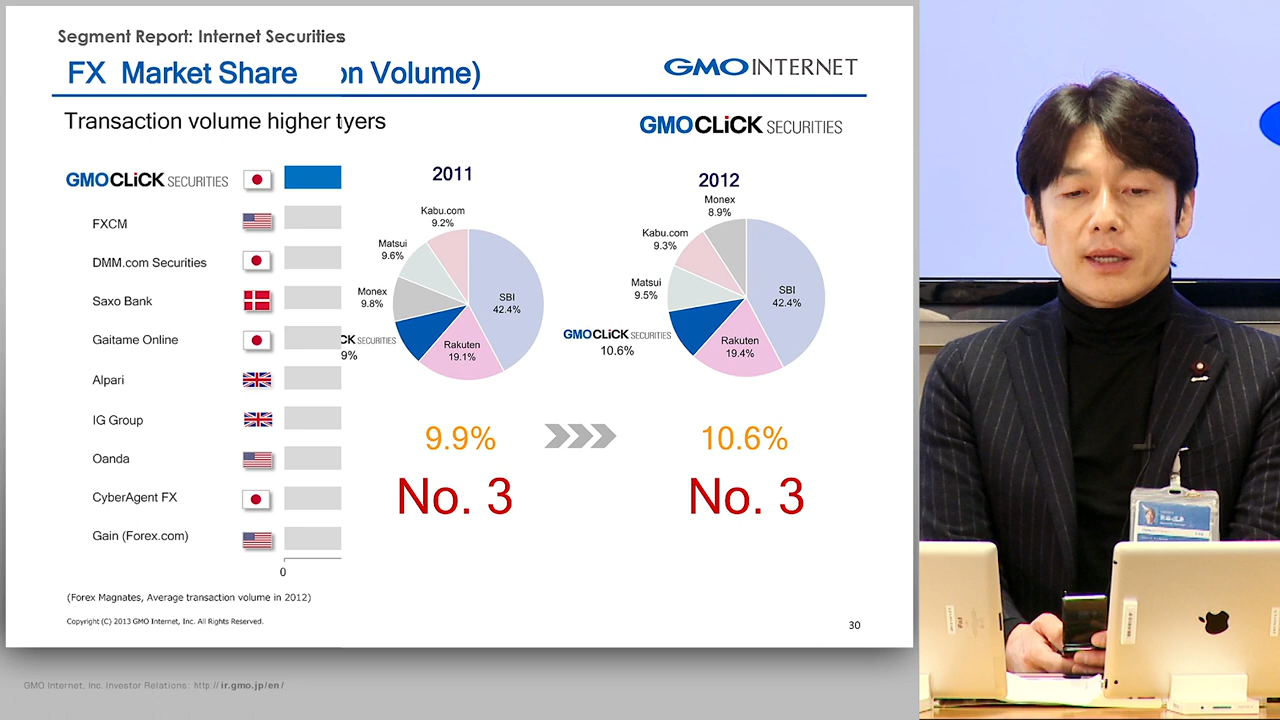 Segment Report: Internet Securities
FX Market Share on Volume)
GMO INTERNET
Transaction volume higher tyers
GMO CLiCK SECURITIES
GMO CLiCK SECURITIES
FXCM
DMM.com Securities
Saxo Bank
Gaitame Online
Alpari
IG Group
Oanda
CyberAgent FX
Gain (Forex.com)
0
2011
Kabu.com
9.2%
Matsui
9.6%
Monex
9.8%
CK SECURITIES
9%
SBI
42.4%
Rakuten
19.1%
2012
Monex
8.9%
Kabu.com
9.3%
Matsui
9.5%
GMO CLiCK SECURITIES
10.6%
SBI
42.4%
Rakuten
19.4%
9.9%
10.6%
No. 3
No. 3
(Forex Magnates, Average transaction volume in 2012)
Copyright (C) 2013 GMO Internet, Inc. All Rights Reserved.
30
GMO Internet, Inc. Investor Relations: http://ir.gmo.jp/en/